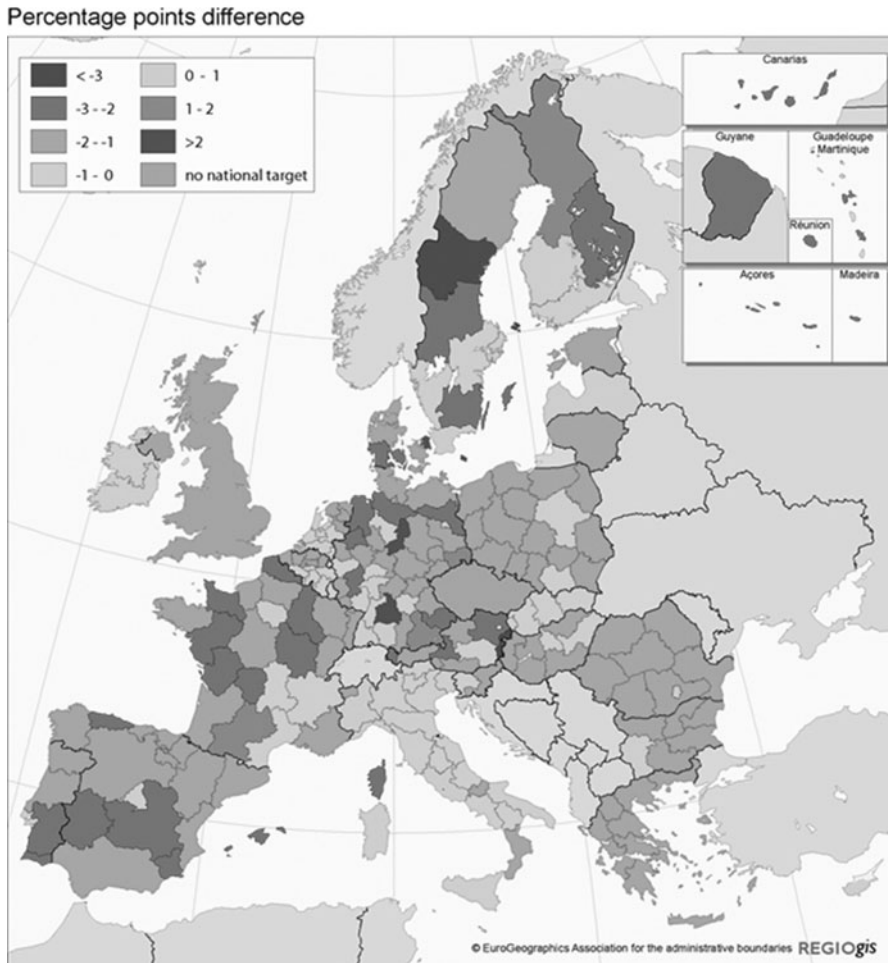 Percentage points difference
< -3
-3 - -2
-2 - -1
-1 - 0
0 - 1
1 - 2
>2
no national target
Canarias
Guyane
Guadeloupe
Martinique
Réunion
Açores
Madeira
© EuroGeographics Association for the administrative boundaries REGIOgis